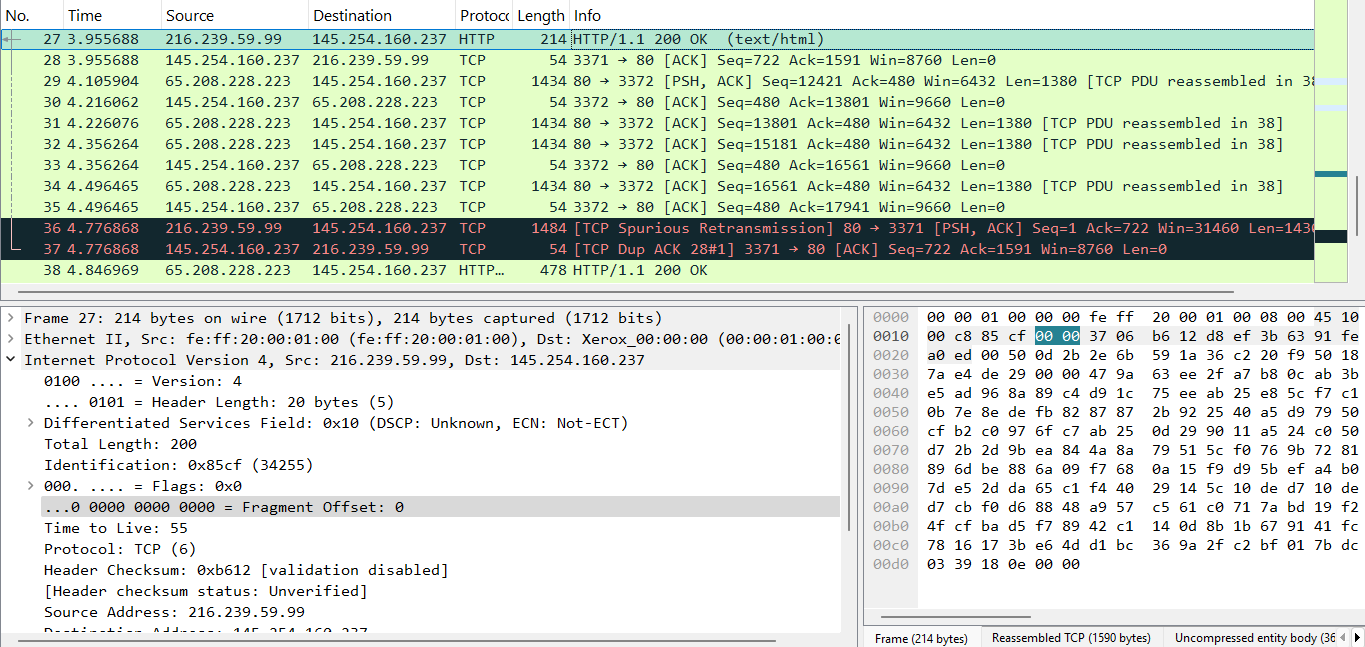 No. Time Source Destination Protoco Length Info
27 3.955688 216.239.59.99 145.254.160.237 HTTP 214 HTTP/1.1 200 OK (text/html)
28 3.955688 145.254.160.237 216.239.59.99 TCP 54 3371 → 80 [ACK] Seq=722 Ack=1591 Win=8760 Len=0
29 4.105904 65.208.228.223 145.254.160.237 TCP 1434 80 → 3372 [PSH, ACK] Seq=12421 Ack=480 Win=6432 Len=1380 [TCP PDU reassembled in 38
30 4.216062 145.254.160.237 65.208.228.223 TCP 54 3372 → 80 [ACK] Seq=480 Ack=13801 Win=9660 Len=0
31 4.226076 65.208.228.223 145.254.160.237 TCP 1434 80 → 3372 [ACK] Seq=13801 Ack=480 Win=6432 Len=1380 [TCP PDU reassembled in 38]
32 4.356264 65.208.228.223 145.254.160.237 TCP 1434 80 → 3372 [ACK] Seq=15181 Ack=480 Win=6432 Len=1380 [TCP PDU reassembled in 38]
33 4.356264 145.254.160.237 65.208.228.223 TCP 54 3372 → 80 [ACK] Seq=480 Ack=16561 Win=9660 Len=0
34 4.496465 65.208.228.223 145.254.160.237 TCP 1434 80 → 3372 [ACK] Seq=16561 Ack=480 Win=6432 Len=1380 [TCP PDU reassembled in 38]
35 4.496465 145.254.160.237 65.208.228.223 TCP 54 3372 → 80 [ACK] Seq=480 Ack=17941 Win=9660 Len=0
36 4.776868 216.239.59.99 145.254.160.237 TCP 1484 [TCP Spurious Retransmission] 80 → 3371 [PSH, ACK] Seq=1 Ack=722 Win=31460 Len=1430
37 4.776868 145.254.160.237 216.239.59.99 TCP 54 [TCP Dup ACK 28#1] 3371 → 80 [ACK] Seq=722 Ack=1591 Win=8760 Len=0
38 4.846969 65.208.228.223 145.254.160.237 HTTP… 478 HTTP/1.1 200 OK
Frame 27: 214 bytes on wire (1712 bits), 214 bytes captured (1712 bits)
Ethernet II, Src: fe:ff:20:00:01:00 (fe:ff:20:00:01:00), Dst: Xerox_00:00:00 (00:00:01:00:0
Internet Protocol Version 4, Src: 216.239.59.99, Dst: 145.254.160.237
0100 .... = Version: 4
.... 0101 = Header Length: 20 bytes (5)
Differentiated Services Field: 0x10 (DSCP: Unknown, ECN: Not-ECT)
Total Length: 200
Identification: 0x85cf (34255)
000. .... = Flags: 0x0
...0 0000 0000 0000 = Fragment Offset: 0
Time to Live: 55
Protocol: TCP (6)
Header Checksum: 0xb612 [validation disabled]
[Header checksum status: Unverified]
Source Address: 216.239.59.99
Destination Address: 145.254.160.237
0000 00 00 01 00 00 00 fe ff 20 00 01 00 08 00 45 10
0010 00 c8 85 cf 00 00 37 06 b6 12 d8 ef 3b 63 91 fe
0020 a0 ed 00 50 0d 2b 2e 6b 59 1a 36 c2 20 f9 50 18
0030 7a e4 de 29 00 00 47 9a 63 ee 2f a7 b8 0c ab 3b
0040 e5 ad 96 8a 89 c4 d9 1c 75 ee ab 25 e8 5c f7 c1
0050 0b 7e 8e de fb 82 87 87 2b 92 25 40 a5 d9 79 50
0060 cf b2 c0 97 6f c7 ab 25 0d 29 90 11 a5 24 c0 50
0070 d7 2b 2d 9b ea 84 4a 8a 79 51 5c f0 76 9b 72 81
0080 89 6d be 88 6a 09 f7 68 0a 15 f9 d9 5b ef a4 b0
0090 7d e5 2d da 65 c1 f4 40 29 14 5c 10 de d7 10 de
00a0 d7 cb f0 d6 88 48 a9 57 c5 61 c0 71 7a bd 19 f2
00b0 4f cf ba d5 f7 89 42 c1 14 0d 8b 1b 67 91 41 fc
00c0 78 16 17 3b e6 4d d1 bc 36 9a 2f c2 bf 01 7b dc
00d0 03 39 18 0e 00 00
Frame (214 bytes) Reassembled TCP (1590 bytes) Uncompressed entity body (36